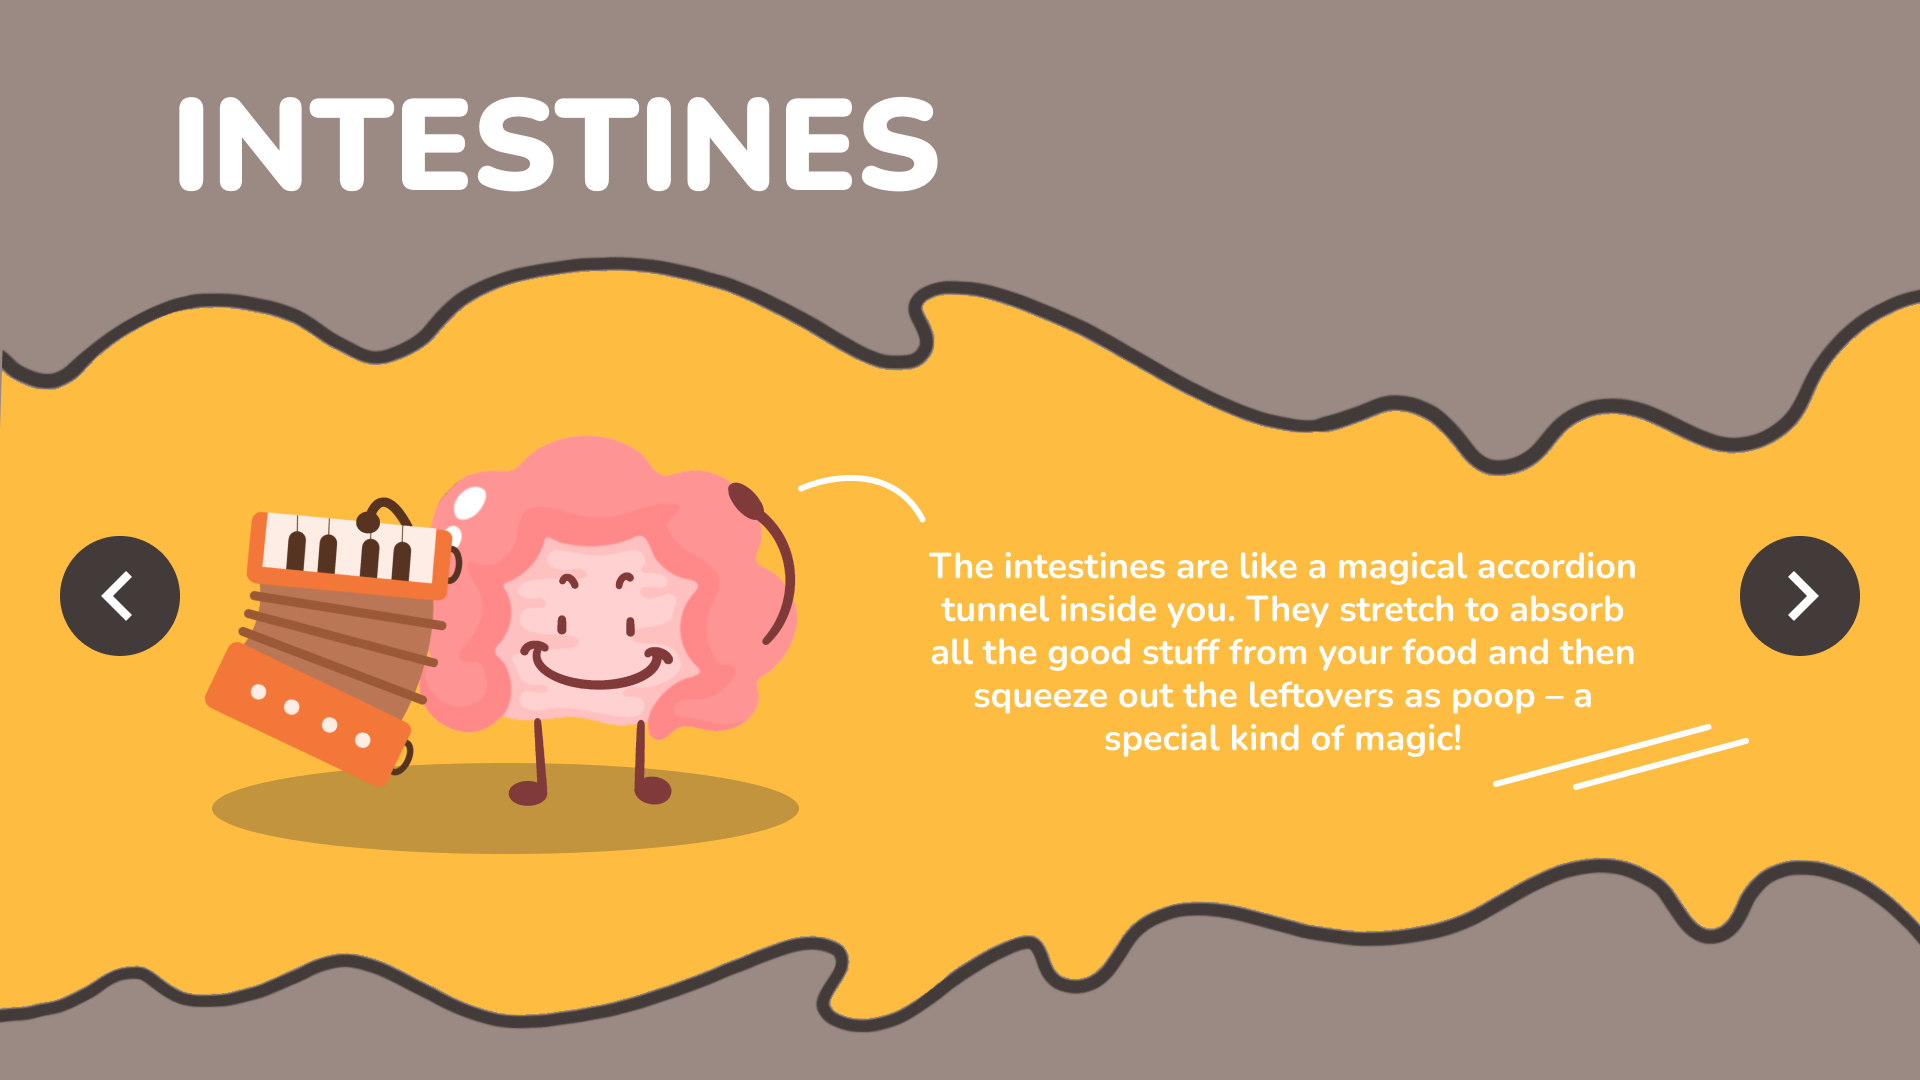 INTESTINES
The intestines are like a magical accordion
tunnel inside you. They stretch to absorb
all the good stuff from your food and then
squeeze out the leftovers as poop – a
special kind of magic!